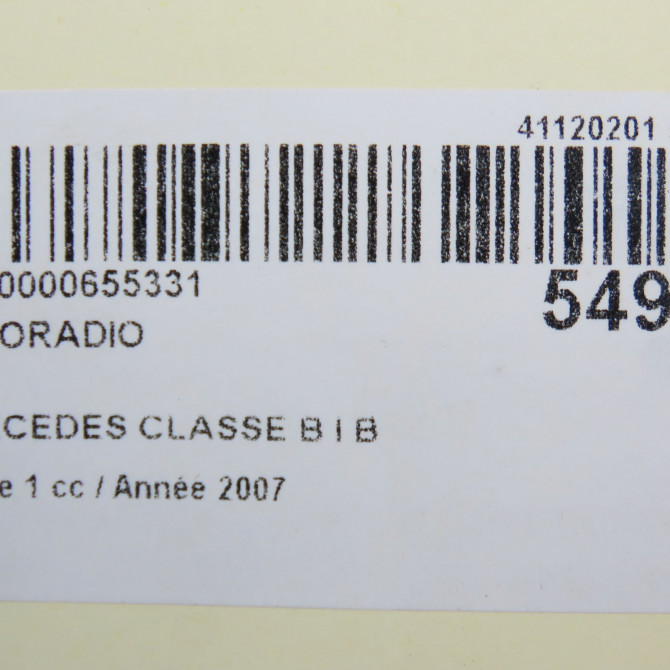 41120201
0000655331
549
ORADIO
CEDES CLASSE B I B
e 1 cc / Année 2007